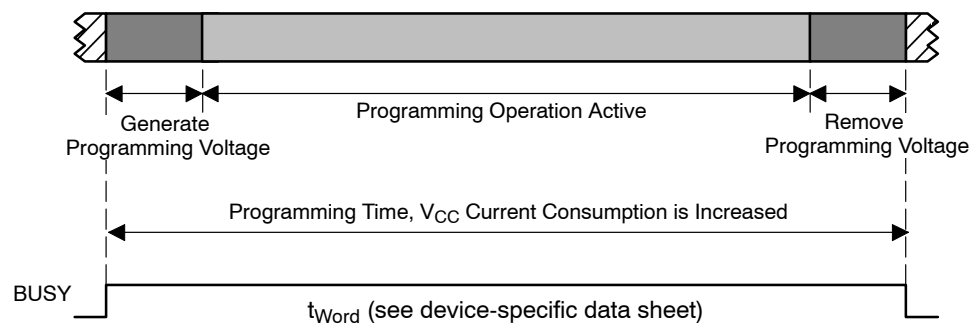 Generate
Programming Voltage
Programming Operation Active
Remove
Programming Voltage
Programming Time, VCC Current Consumption is Increased
BUSY
tWord (see device-specific data sheet)